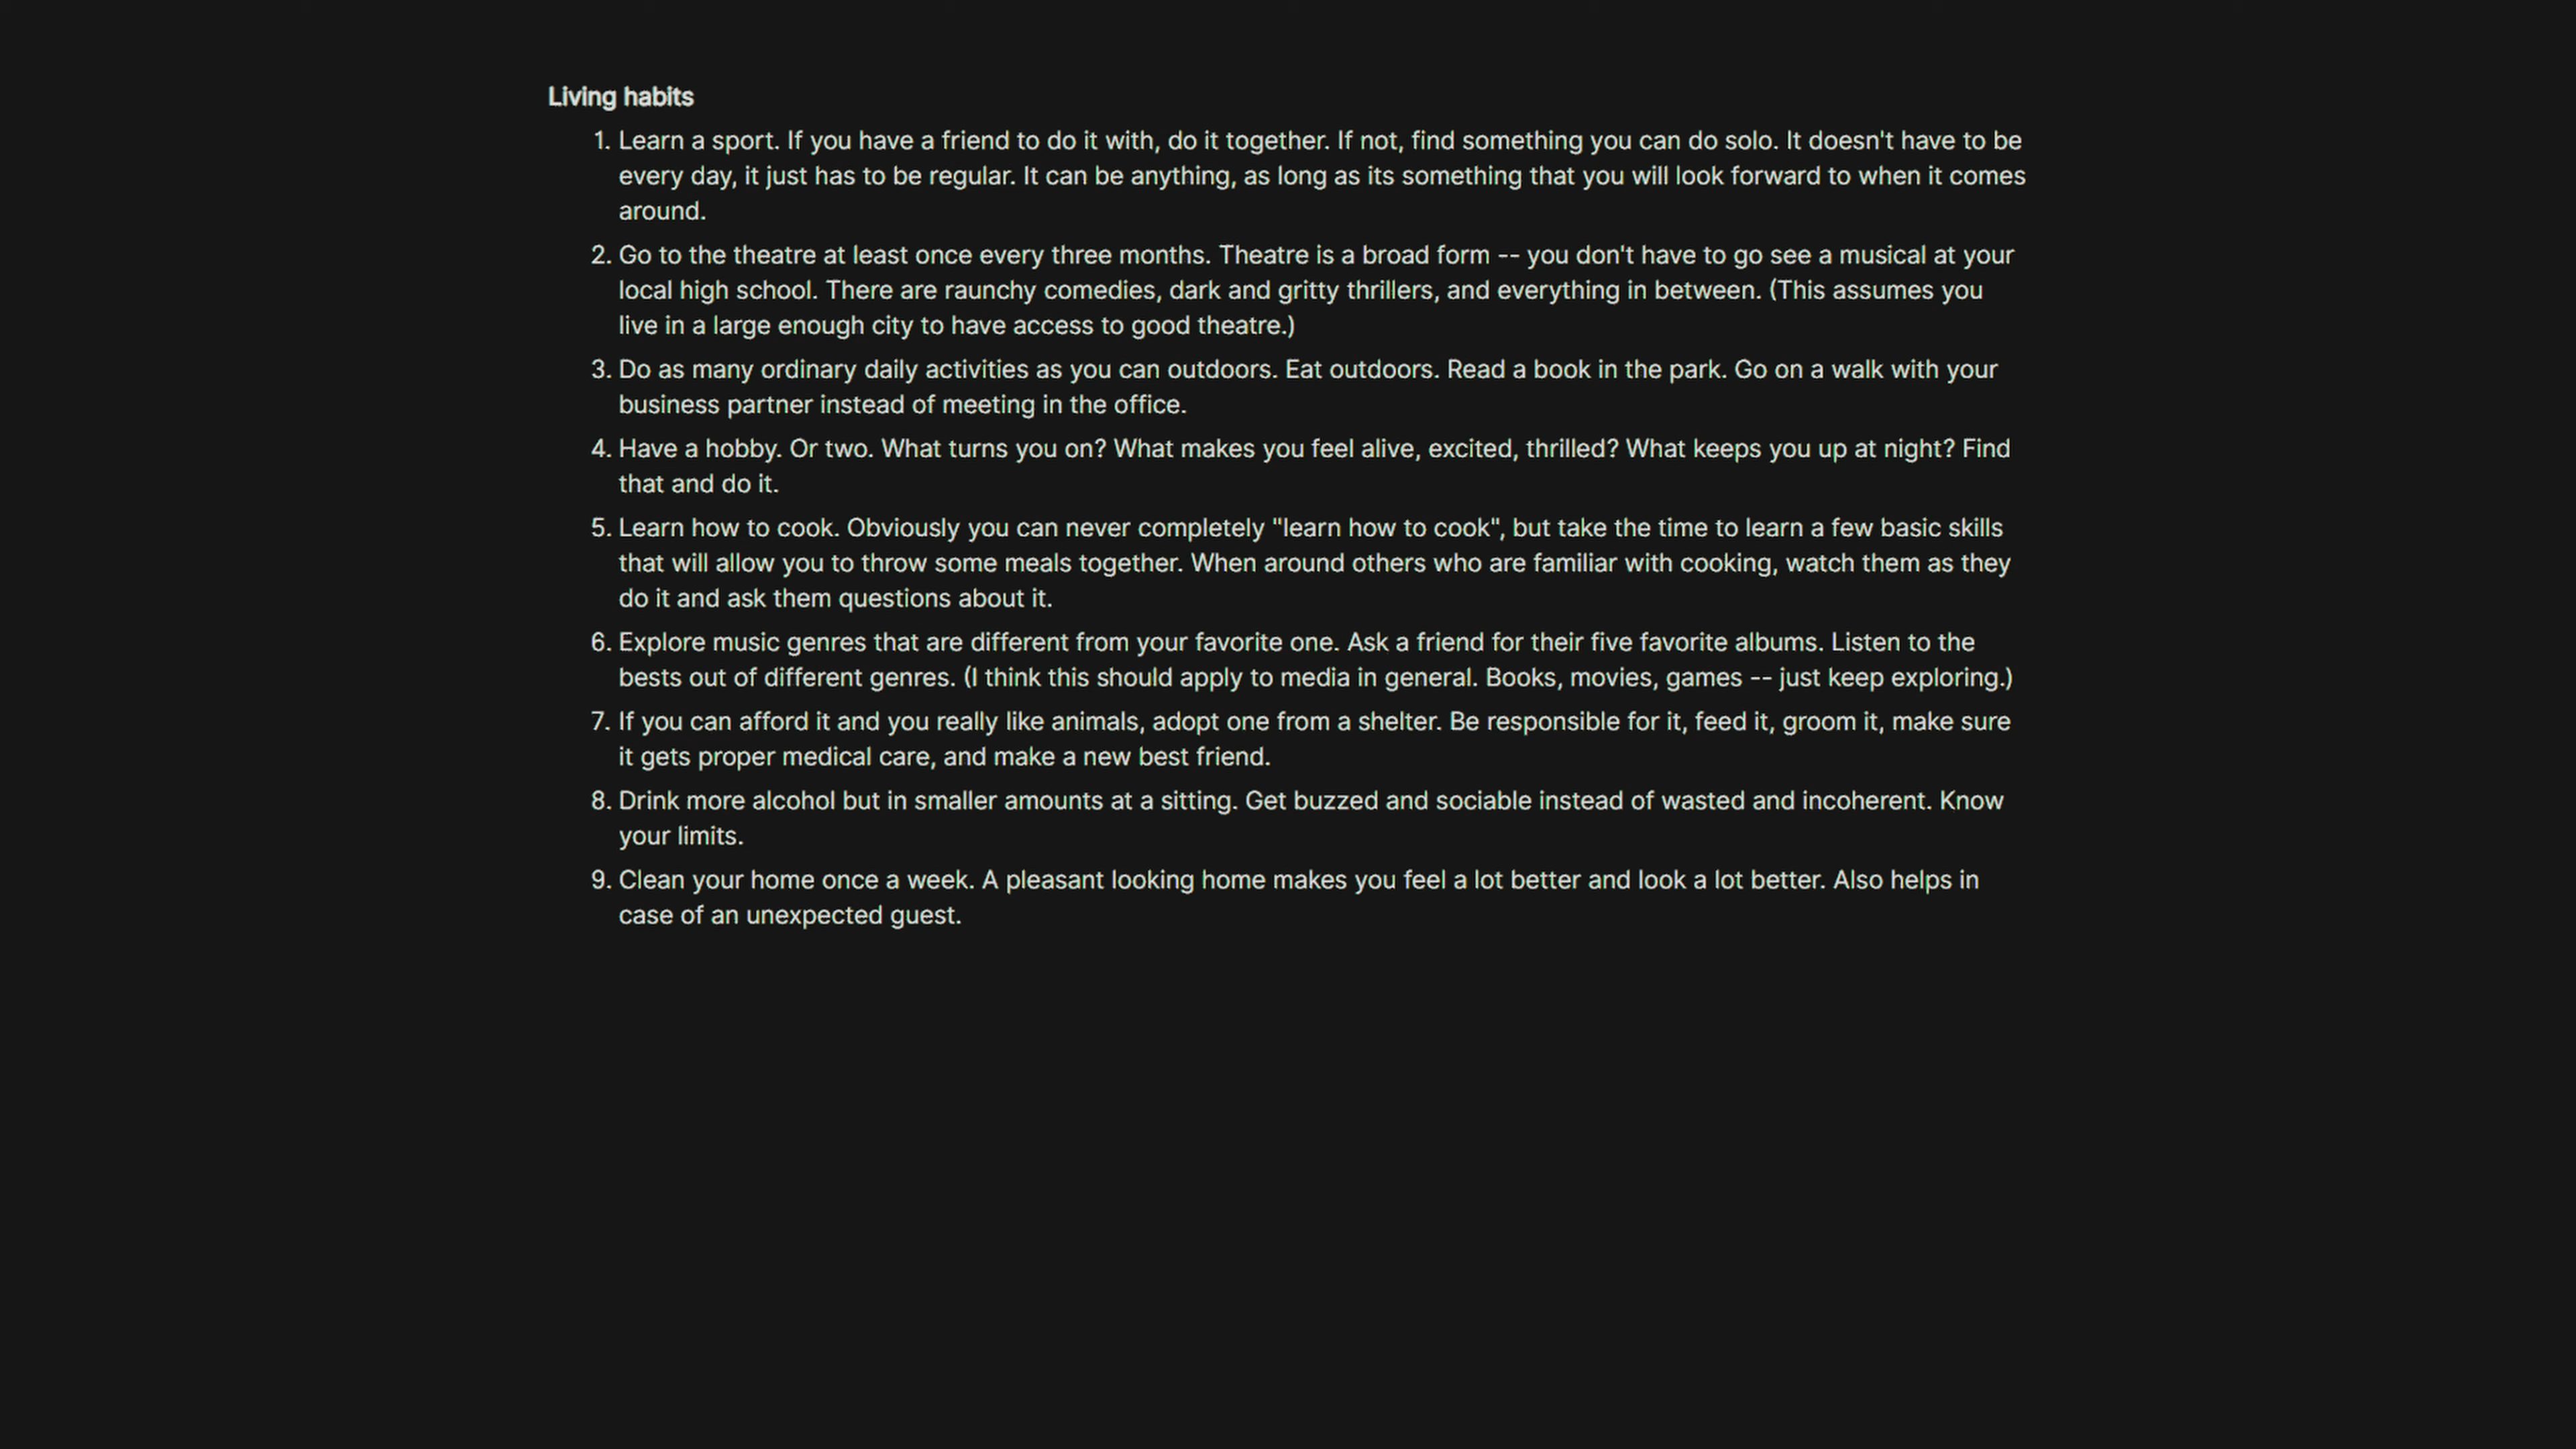 Living habits
1. Learn a sport. If you have a friend to do it with, do it together. If not, find something you can do solo. It doesn't have to be
every day, it just has to be regular. It can be anything, as long as its something that you will look forward to when it comes
around.
2. Go to the theatre at least once every three months. Theatre is a broad form -- you don't have to go see a musical at your
local high school. There are raunchy comedies, dark and gritty thrillers, and everything in between. (This assumes you
live in a large enough city to have access to good theatre.)
3. Do as many ordinary daily activities as you can outdoors. Eat outdoors. Read a book in the park. Go on a walk with your
business partner instead of meeting in the office.
4. Have a hobby. Or two. What turns you on? What makes you feel alive, excited, thrilled? What keeps you up at night? Find
that and do it.
5. Learn how to cook. Obviously you can never completely "learn how to cook", but take the time to learn a few basic skills
that will allow you to throw some meals together. When around others who are familiar with cooking, watch them as they
do it and ask them questions about it.
6. Explore music genres that are different from your favorite one. Ask a friend for their five favorite albums. Listen to the
bests out of different genres. (I think this should apply to media in general. Books, movies, games -- just keep exploring.)
7. If you can afford it and you really like animals, adopt one from a shelter. Be responsible for it, feed it, groom it, make sure
it gets proper medical care, and make a new best friend.
8. Drink more alcohol but in smaller amounts at a sitting. Get buzzed and sociable instead of wasted and incoherent. Know
your limits.
9. Clean your home once a week. A pleasant looking home makes you feel a lot better and look a lot better. Also helps in
case of an unexpected guest.